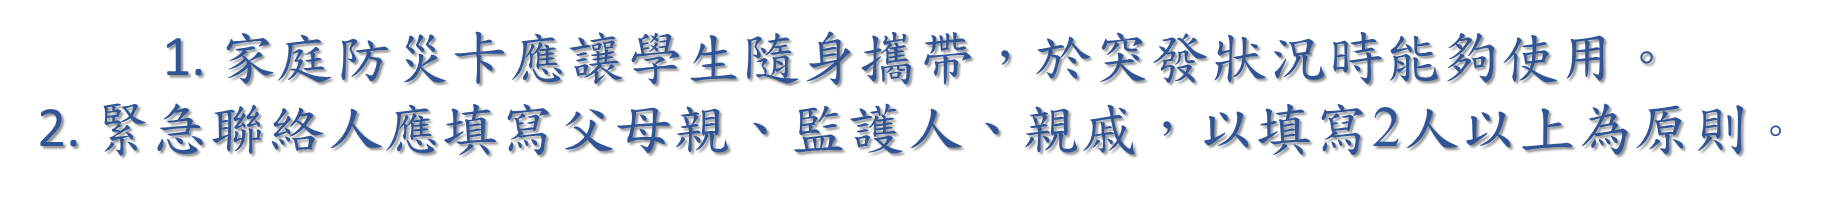 1. 家庭防災卡應讓學生隨身攜帶，於突發狀況時能夠使用。
2. 緊急聯絡人應填寫父母親、監護人、親戚，以填寫2人以上為原則。